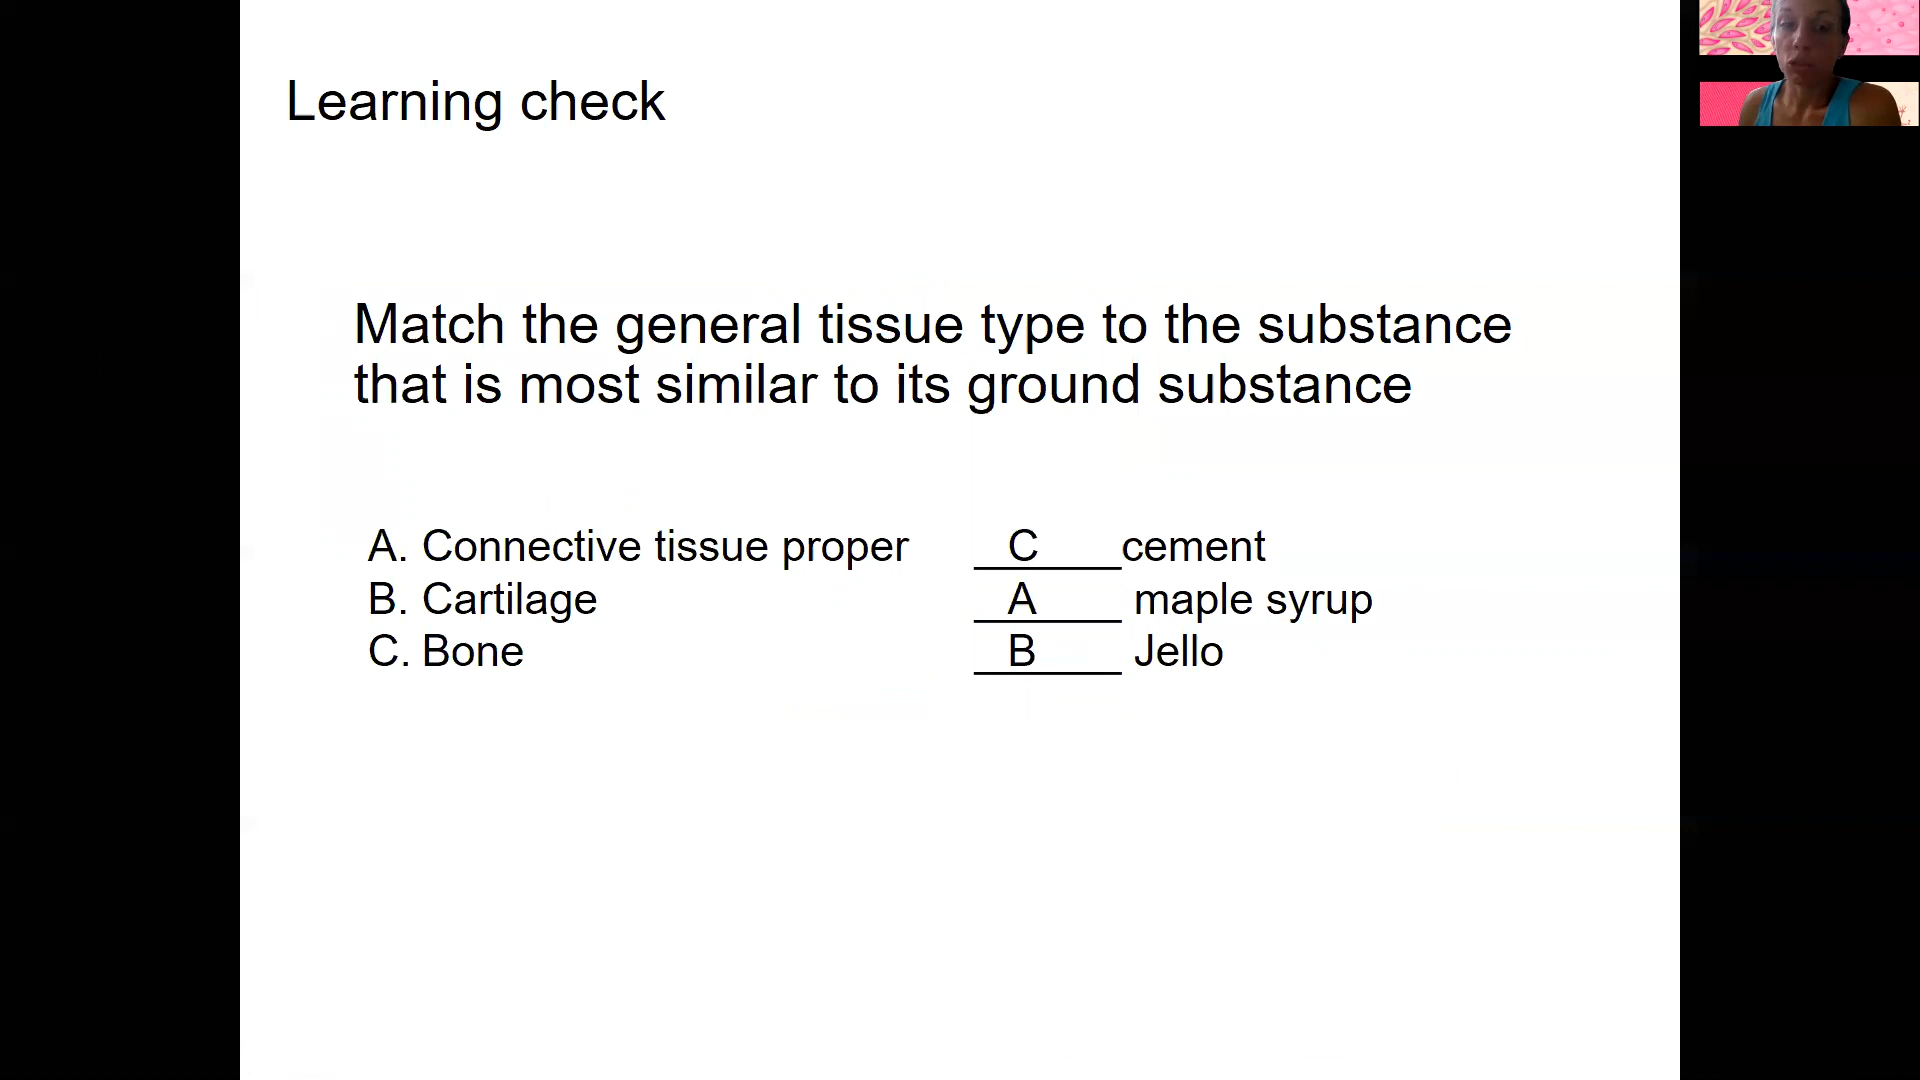 Learning check
Match the general tissue type to the substance
that is most similar to its ground substance
A. Connective tissue proper
B. Cartilage
C. Bone
C cement
A maple syrup
B Jello